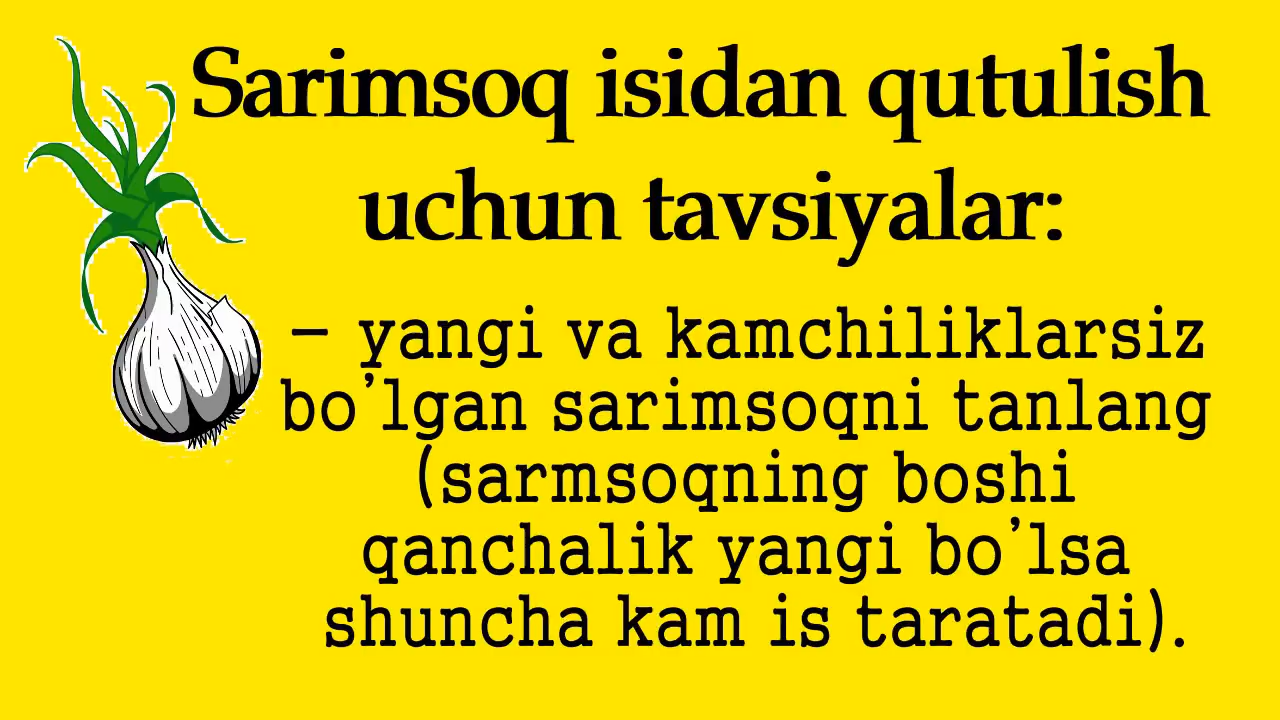 Sarimsoq isidan qutulish
uchun tavsiyalar:
– yangi va kamchiliklarsiz
bo’lgan sarimsoqni tanlang
(sarmsoqning boshi
qanchalik yangi bo’lsa
shuncha kam is taratadi).